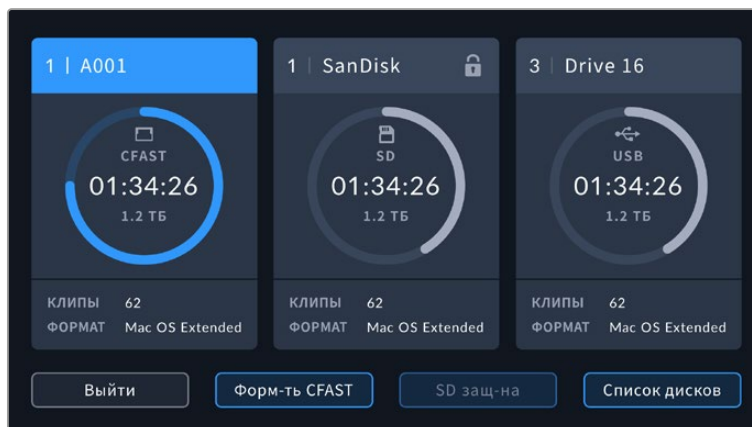 1 | A001
CFAST
01:34:26
1.2 ТБ
КЛИПЫ 62
ФОРМАТ Mac OS Extended
1 | SanDisk
SD
01:34:26
1.2 ТБ
КЛИПЫ 62
ФОРМАТ Mac OS Extended
3 | Drive 16
USB
01:34:26
1.2 ТБ
КЛИПЫ 62
ФОРМАТ Mac OS Extended
Выйти
Форм-ть CFAST
SD защ-на
Список дисков